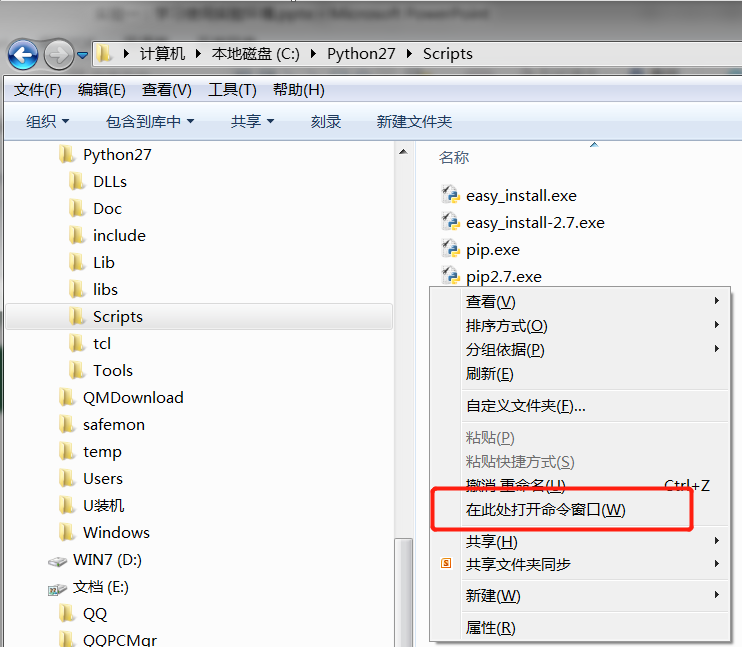 计算机 ▸ 本地磁盘 (C:) ▸ Python27 ▸ Scripts
文件(F) 编辑(E) 查看(V) 工具(T) 帮助(H)
组织 包含到库中 共享 刻录 新建文件夹
Python27
DLLs
Doc
include
Lib
libs
Scripts
tcl
Tools
QMDownload
safemon
temp
Users
U装机
Windows
WIN7 (D:)
文档 (E:)
QQ
QQPCMgr
名称
easy_install.exe
easy_install-2.7.exe
pip.exe
pip2.7.exe
查看(V)
排序方式(O)
分组依据(P)
刷新(E)
自定义文件夹(F)...
粘贴(P)
粘贴快捷方式(S)
撤消 重命名(U) Ctrl+Z
在此处打开命令窗口(W)
共享(H)
S 共享文件夹同步
新建(W)
属性(R)